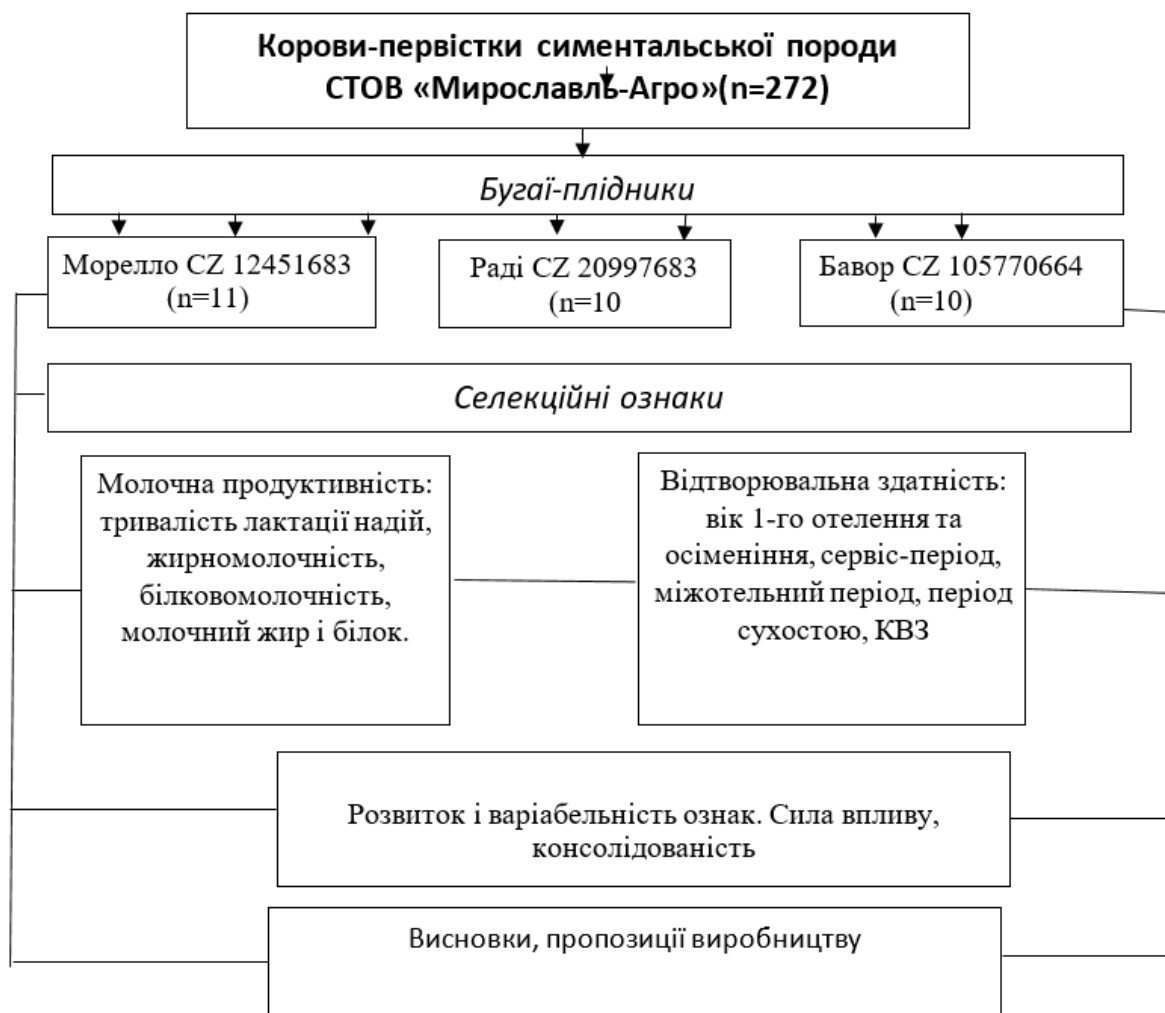 Корови-первістки симентальської породи
СТОВ «Мирославль-Агро»(n=272)
Бугаї-плідники
Морелло CZ 12451683
(n=11)
Раді CZ 20997683
(n=10
Бавор CZ 105770664
(n=10)
Селекційні ознаки
Молочна продуктивність:
тривалість лактації надій,
жирномолочність,
білковомолочність,
молочний жир і білок.
Відтворювальна здатність:
вік 1-го отелення та
осіменіння, сервіс-період,
міжотельний період, період
сухостою, КВЗ
Розвиток і варіабельність ознак. Сила впливу,
консолідованість
Висновки, пропозиції виробництву